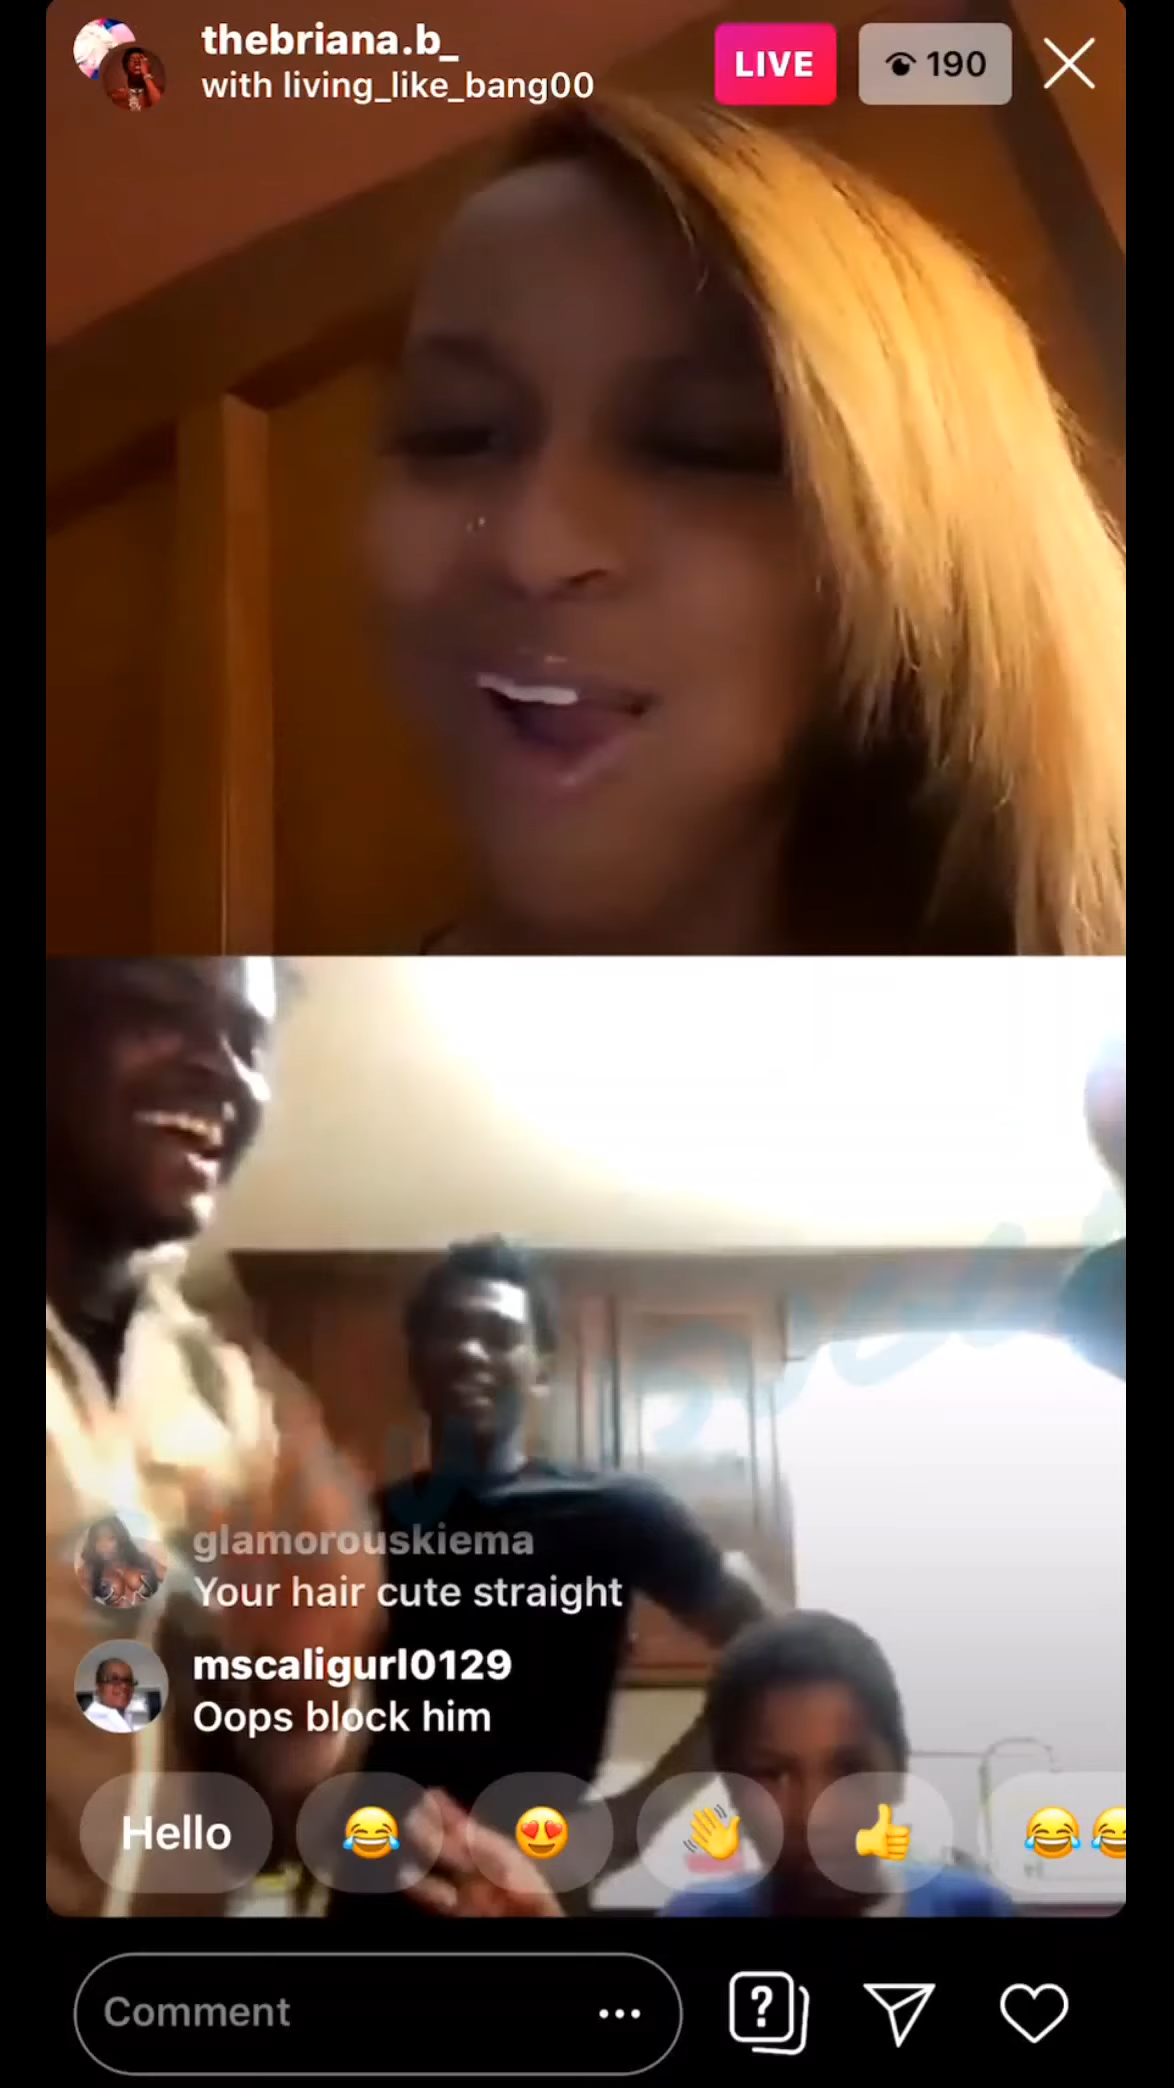 thebriana.b_
with living_like_bang00
LIVE
190
glamorouskiema
Your hair cute straight
mscaligurl0129
Oops block him
Hello
Comment